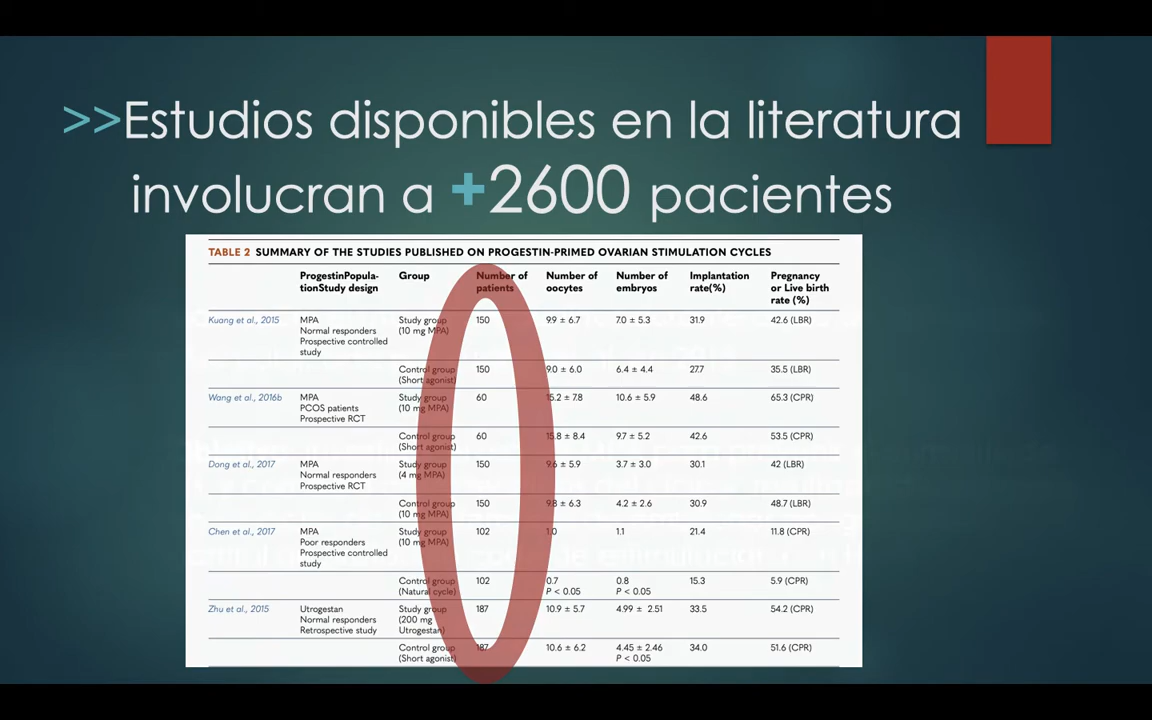 >>Estudios disponibles en la literatura
involucran a +2600 pacientes
TABLE 2 SUMMARY OF THE STUDIES PUBLISHED ON PROGESTIN-PRIMED OVARIAN STIMULATION CYCLES
ProgestinPopula- Group Number of Number of Number of Implantation Pregnancy
tionStudy design patients oocytes embryos rate(%) or Live birth
rate (%)
Kuang et al., 2015 MPA Study group 150 9.9 ± 6.7 7.0 ± 5.3 31.9 42.6 (LBR)
Normal responders (10 mg MPA)
Prospective controlled
study
Control group 150 9.0 ± 6.0 6.4 ± 4.4 27.7 35.5 (LBR)
(Short agonist)
Wang et al., 2016b MPA Study group 60 15.2 ± 7.8 10.6 ± 5.9 48.6 65.3 (CPR)
PCOS patients (10 mg MPA)
Prospective RCT
Control group 60 15.8 ± 8.4 9.7 ± 5.2 42.6 53.5 (CPR)
(Short agonist)
Dong et al., 2017 MPA Study group 150 9.6 ± 5.9 3.7 ± 3.0 30.1 42 (LBR)
Normal responders (4 mg MPA)
Prospective RCT
Control group 150 9.8 ± 6.3 4.2 ± 2.6 30.9 48.7 (LBR)
(10 mg MPA)
Chen et al., 2017 MPA Study group 102 1.0 1.1 21.4 11.8 (CPR)
Poor responders (10 mg MPA)
Prospective controlled
study
Control group 102 0.7 0.8 15.3 5.9 (CPR)
(Natural cycle) P < 0.05 P < 0.05
Zhu et al., 2015 Utrogestan Study group 187 10.9 ± 5.7 4.99 ± 2.51 33.5 54.2 (CPR)
Normal responders (200 mg
Retrospective study Utrogestan)
Control group 187 10.6 ± 6.2 4.45 ± 2.46 34.0 51.6 (CPR)
(Short agonist) P < 0.05